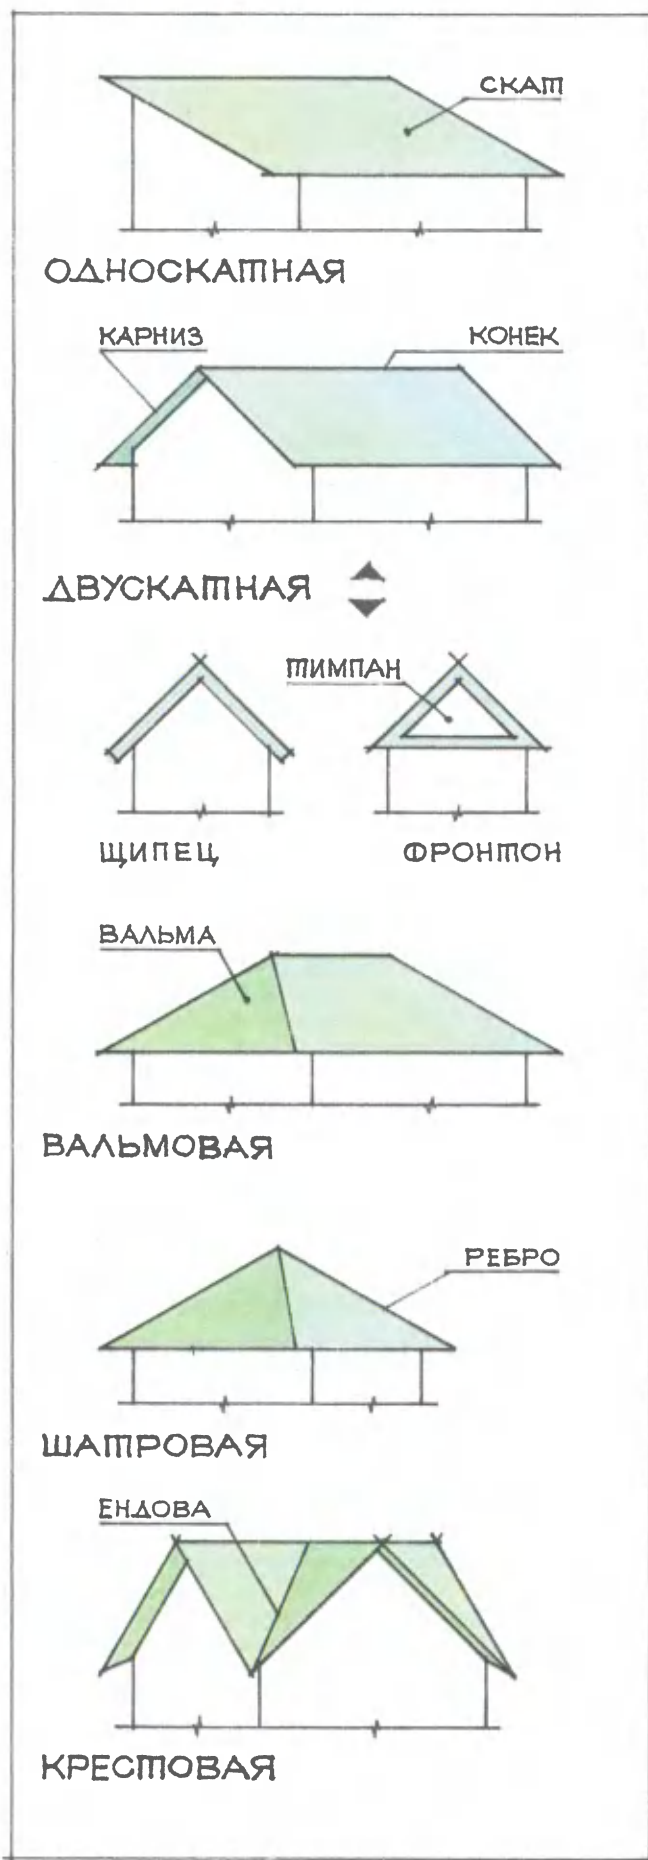 СКАТ
ОДНОСКАТНАЯ
КАРНИЗ
КОНЕК
ДВУСКАТНАЯ
ТИМПАН
ЩИПЕЦ
ФРОНТОН
ВАЛЬМА
ВАЛЬМОВАЯ
РЕБРО
ШАТРОВАЯ
ЕНДОВА
КРЕСТОВАЯ